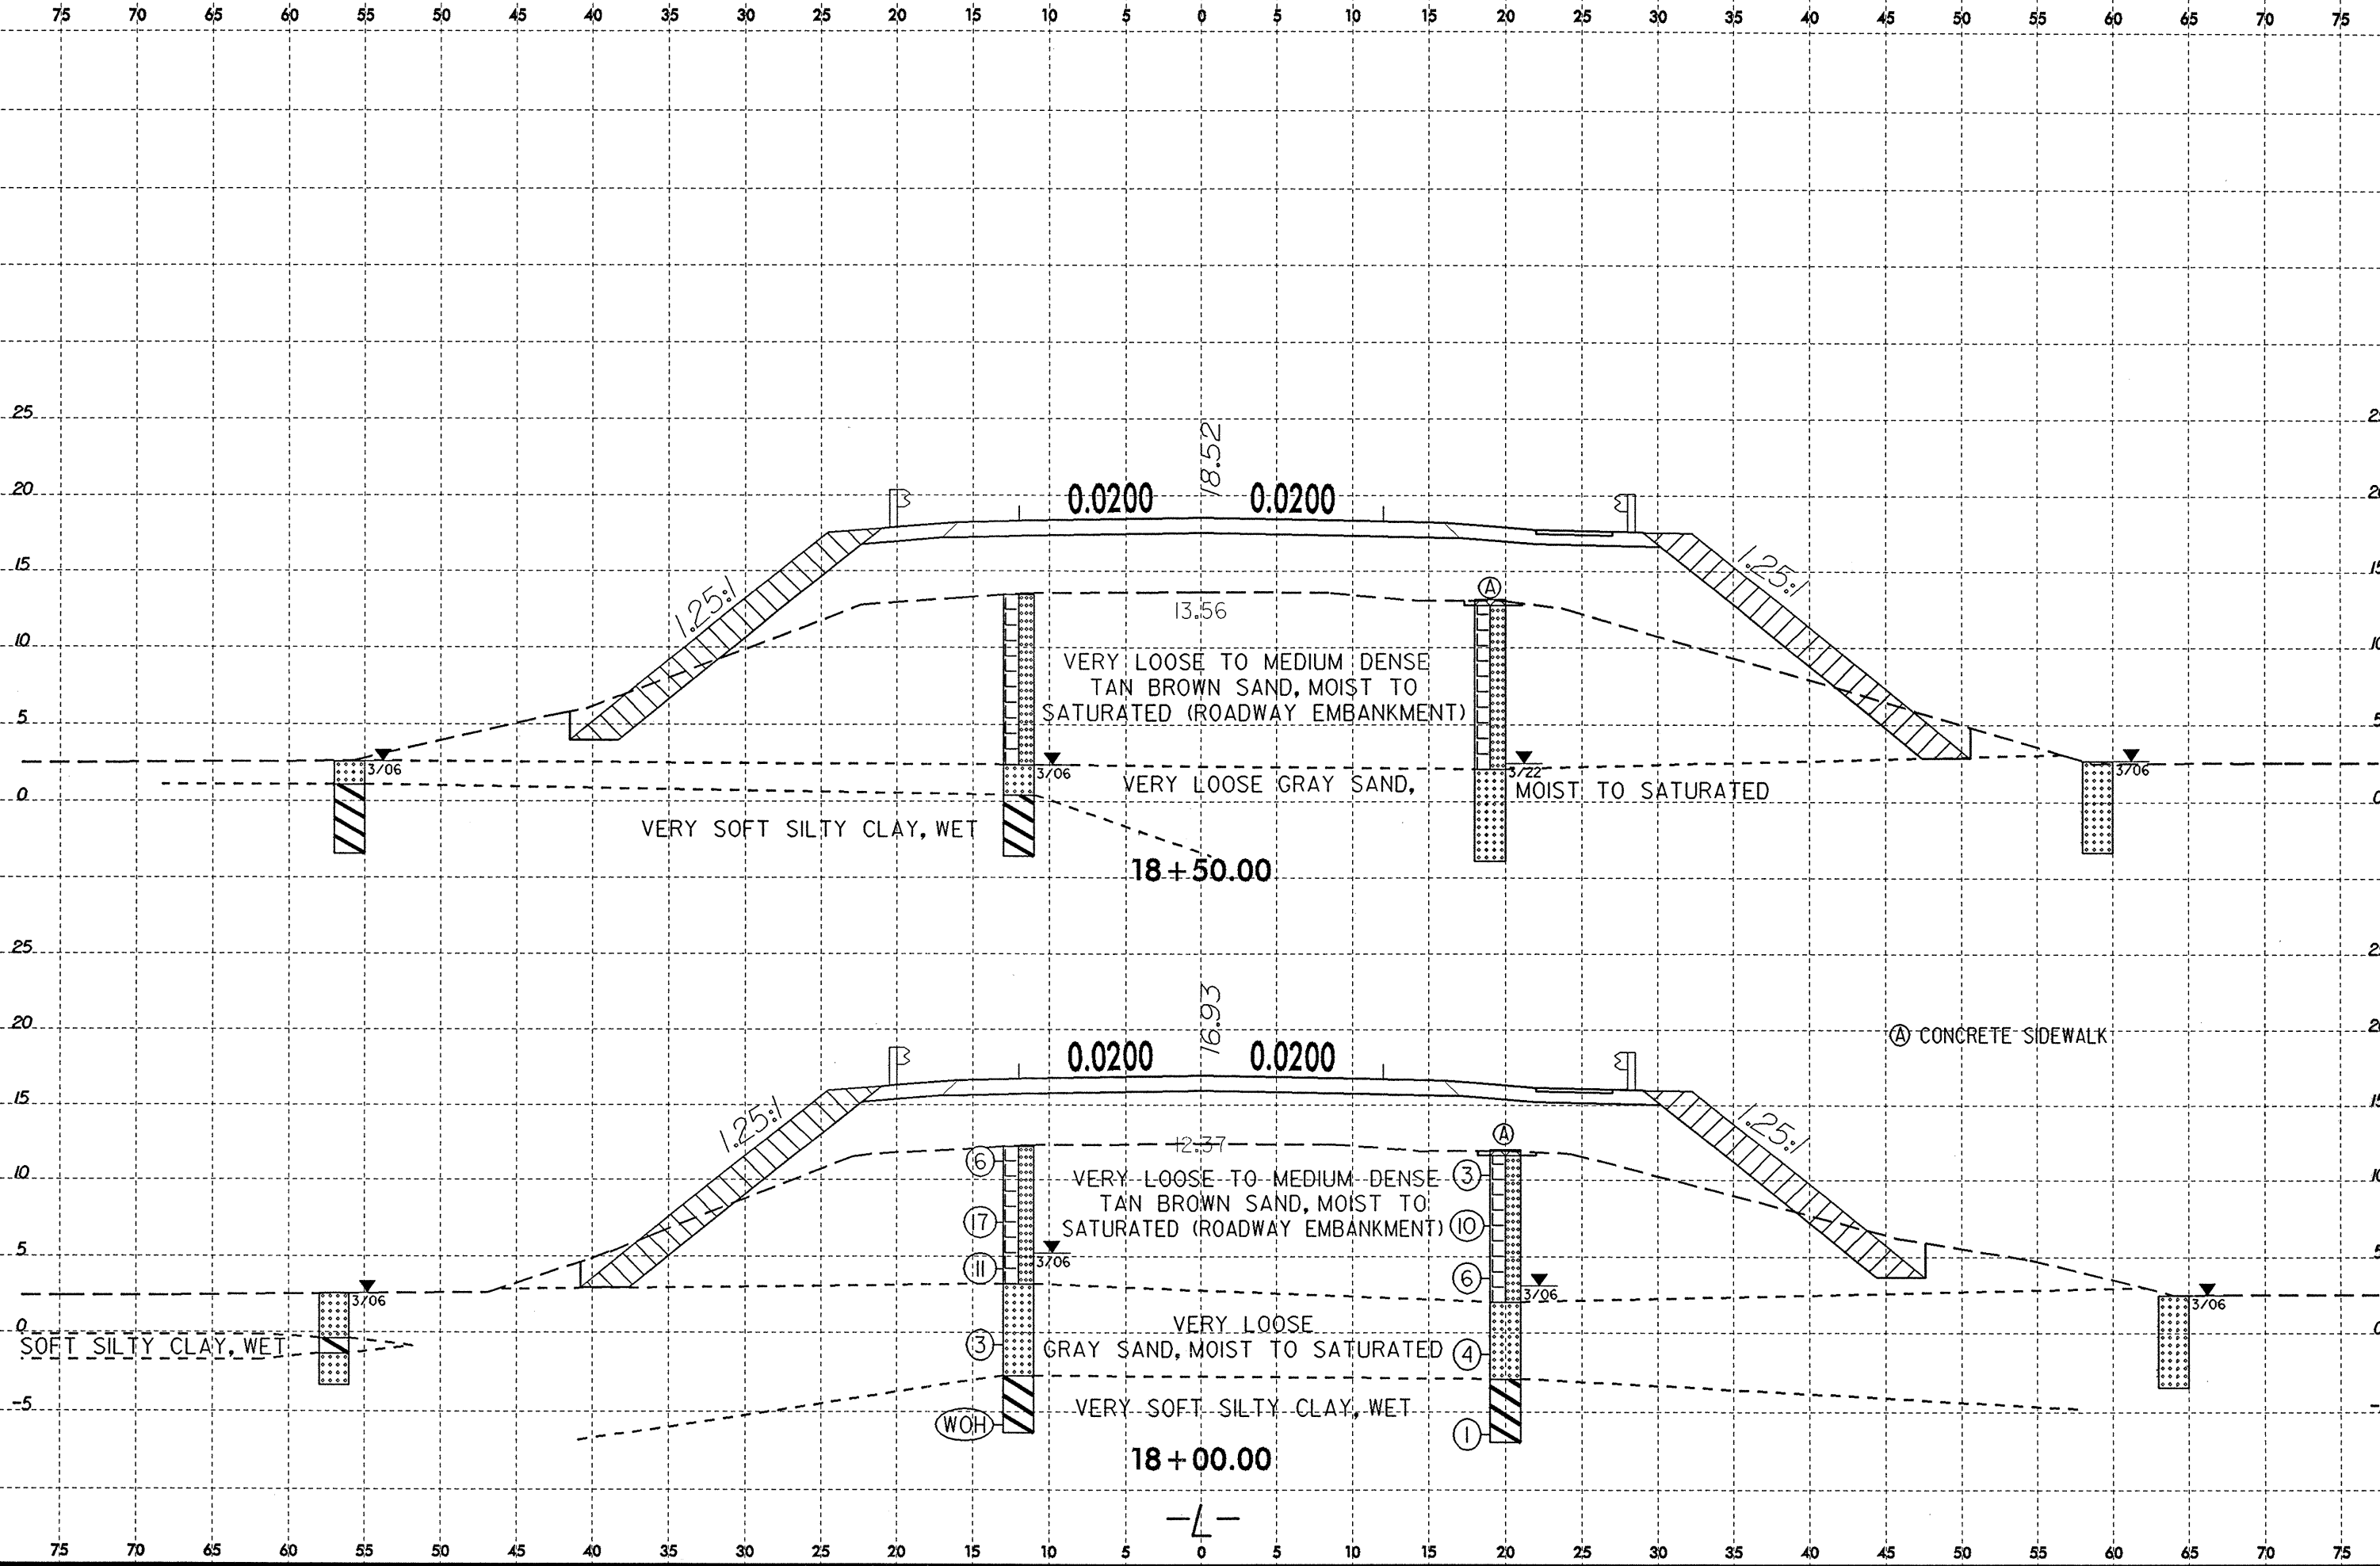 75 70 65 60 55 50 45 40 35 30 25 20 15 10 5 0 5 10 15 20 25 30 35 40 45 50 55 60 65 70 75
25
18.52
20
0.0200 0.0200
15
1.25:1 1.25:1
A
13.56
10
VERY LOOSE TO MEDIUM DENSE
TAN BROWN SAND, MOIST TO
SATURATED (ROADWAY EMBANKMENT)
5
3/06 3/06 3/22 3/06
VERY LOOSE GRAY SAND, MOIST TO SATURATED
0
VERY SOFT SILTY CLAY, WET
18+50.00
25
16.93
20
A CONCRETE SIDEWALK
0.0200 0.0200
15
1.25:1 1.25:1
A
12.37
6 3
10
VERY LOOSE TO MEDIUM DENSE
TAN BROWN SAND, MOIST TO
17 SATURATED (ROADWAY EMBANKMENT) 10
5
3/06
11 6
3/06 3/06 3/06
0
VERY LOOSE
SOFT SILTY CLAY, WET 3 GRAY SAND, MOIST TO SATURATED 4
-5
VERY SOFT SILTY CLAY, WET
WOH 1
18+00.00
-L-
75 70 65 60 55 50 45 40 35 30 25 20 15 10 5 0 5 10 15 20 25 30 35 40 45 50 55 60 65 70 75